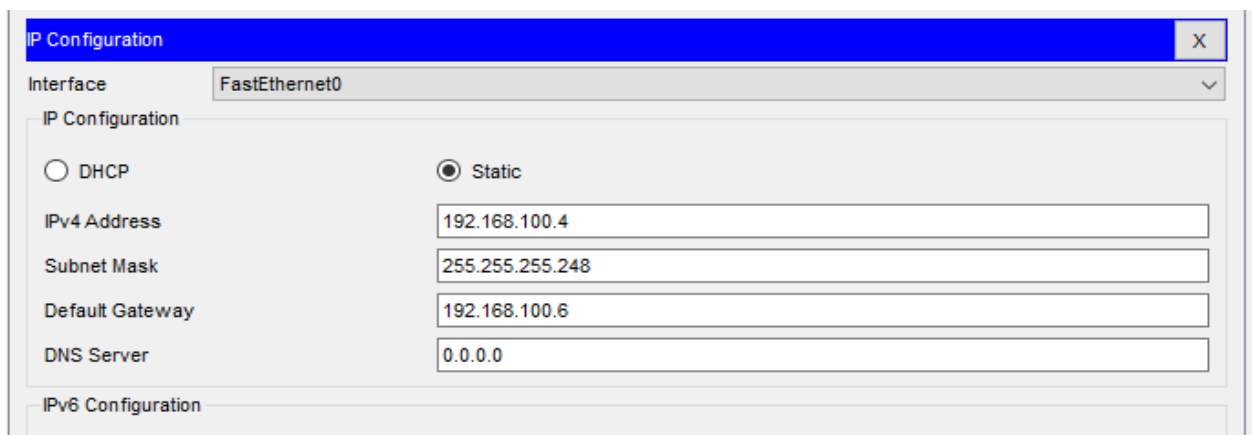 IP Configuration X
Interface FastEthernet0
IP Configuration
DHCP Static
IPv4 Address 192.168.100.4
Subnet Mask 255.255.255.248
Default Gateway 192.168.100.6
DNS Server 0.0.0.0
IPv6 Configuration